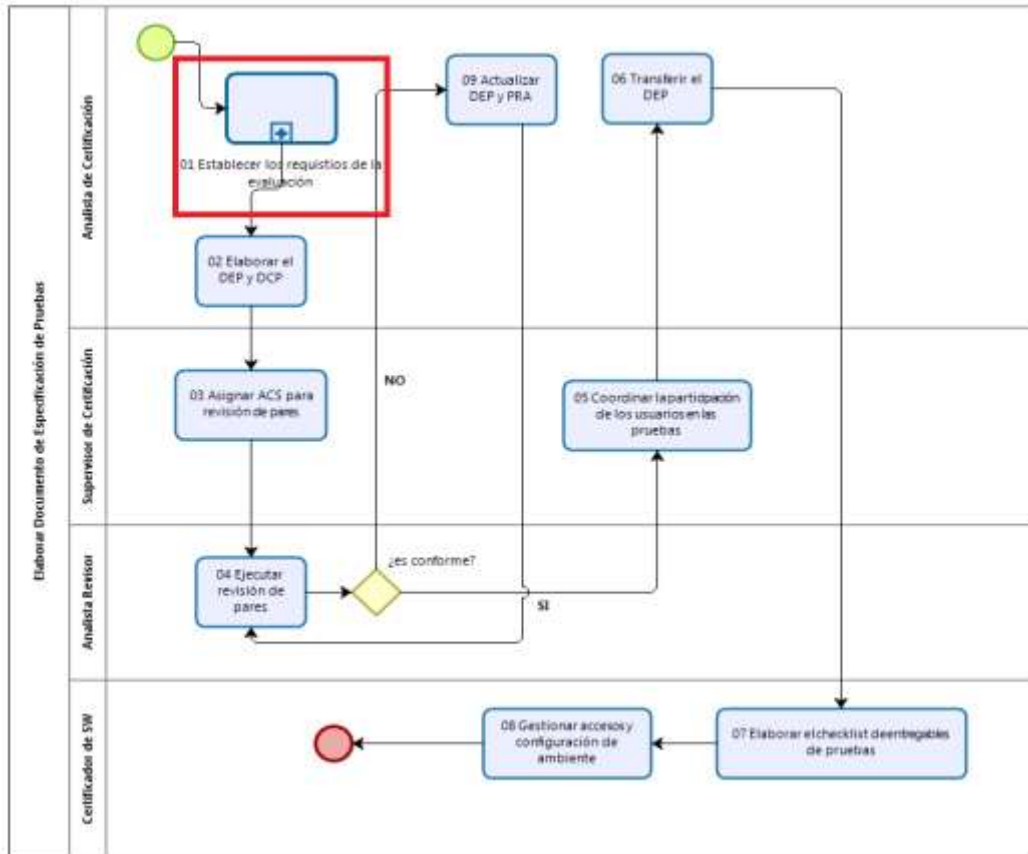 Elaborar Documento de Especificación de Pruebas
Analista de Certificación
01 Establecer los requistios de la
evaluación
09 Actualizar
DEP y PRA
06 Transferir el
DEP
02 Elaborar el
DEP y DCP
Supervisor de Certificación
03 Asignar ACS para
revisión de pares
NO
05 Coordinar la participación
de los usuarios en las
pruebas
Analista Revisor
04 Ejecutar
revisión de
pares
¿es conforme?
SI
Certificador de SW
08 Gestionar accesos y
configuración de
ambiente
07 Elaborar el checklist de entregables
de pruebas